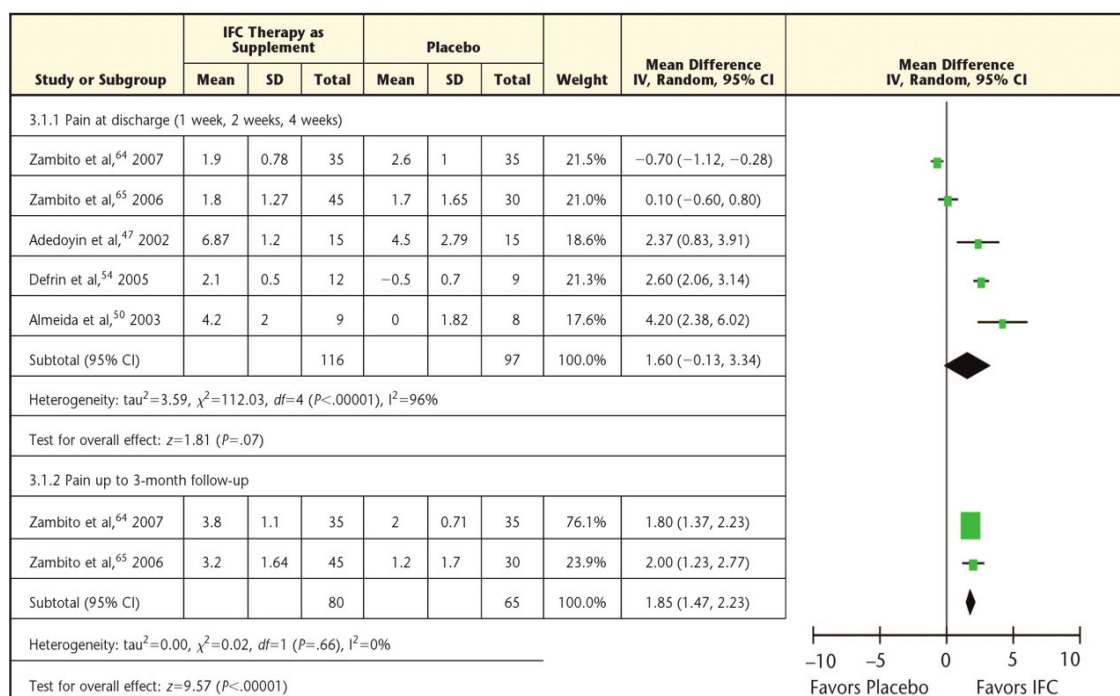 IFC Therapy as Supplement Placebo
Study or Subgroup Mean SD Total Mean SD Total Weight Mean Difference IV, Random, 95% CI Mean Difference IV, Random, 95% CI
3.1.1 Pain at discharge (1 week, 2 weeks, 4 weeks)
Zambito et al,⁶⁴ 2007 1.9 0.78 35 2.6 1 35 21.5% −0.70 (−1.12, −0.28)
Zambito et al,⁶⁵ 2006 1.8 1.27 45 1.7 1.65 30 21.0% 0.10 (−0.60, 0.80)
Adedoyin et al,⁴⁷ 2002 6.87 1.2 15 4.5 2.79 15 18.6% 2.37 (0.83, 3.91)
Defrin et al,⁵⁴ 2005 2.1 0.5 12 −0.5 0.7 9 21.3% 2.60 (2.06, 3.14)
Almeida et al,⁵⁰ 2003 4.2 2 9 0 1.82 8 17.6% 4.20 (2.38, 6.02)
Subtotal (95% CI) 116 97 100.0% 1.60 (−0.13, 3.34)
Heterogeneity: tau²=3.59, χ²=112.03, df=4 (P<.00001), I²=96%
Test for overall effect: z=1.81 (P=.07)
3.1.2 Pain up to 3-month follow-up
Zambito et al,⁶⁴ 2007 3.8 1.1 35 2 0.71 35 76.1% 1.80 (1.37, 2.23)
Zambito et al,⁶⁵ 2006 3.2 1.64 45 1.2 1.7 30 23.9% 2.00 (1.23, 2.77)
Subtotal (95% CI) 80 65 100.0% 1.85 (1.47, 2.23)
Heterogeneity: tau²=0.00, χ²=0.02, df=1 (P=.66), I²=0%
Test for overall effect: z=9.57 (P<.00001)
−10 −5 0 5 10
Favors Placebo Favors IFC